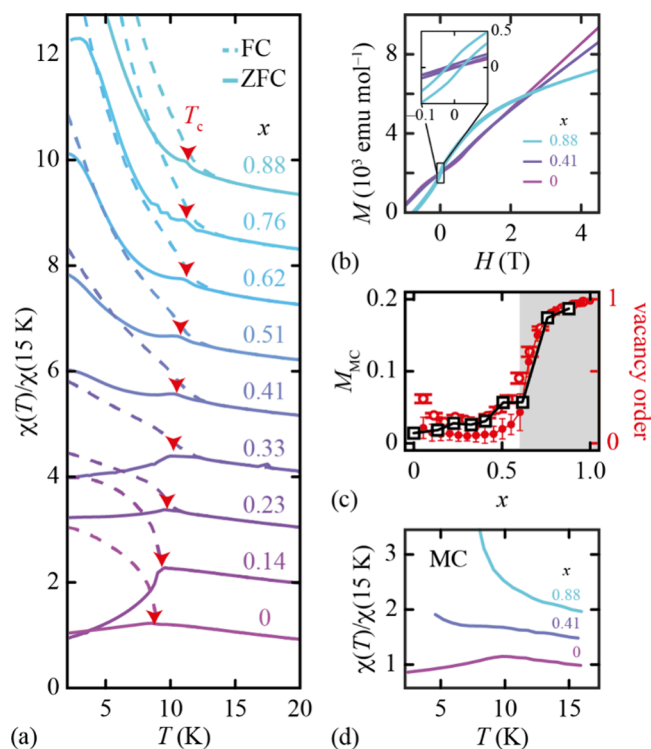 12
10
8
6
4
2
0
χ(T)/χ(15 K)
FC
ZFC
Tc
x
0.88
0.76
0.62
0.51
0.41
0.33
0.23
0.14
0
5 10 15 20
(a) T (K)
8
4
0
M (10³ emu mol⁻¹)
0.5
0
−0.1 0
x
0.88
0.41
0
0 2 4
(b) H (T)
0.2
0.1
0
M_MC
1
0
vacancy order
0 0.5 1.0
(c) x
3
2
1
χ(T)/χ(15 K)
MC
x
0.88
0.41
0
5 10 15
(d) T (K)